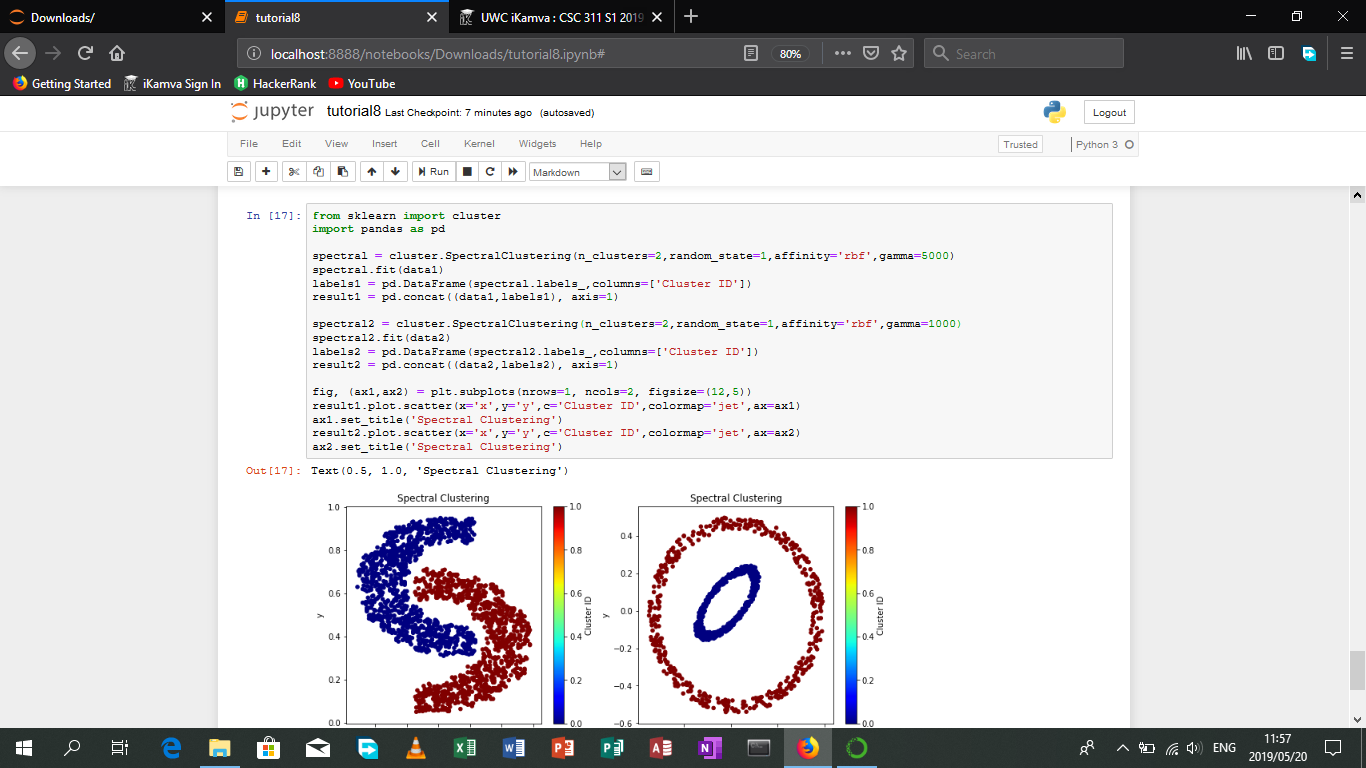 Downloads/
tutorial8
UWC iKamva : CSC 311 S1 2019
localhost:8888/notebooks/Downloads/tutorial8.ipynb#
80%
Search
Getting Started
iKamva Sign In
HackerRank
YouTube
jupyter
tutorial8 Last Checkpoint: 7 minutes ago (autosaved)
Logout
File Edit View Insert Cell Kernel Widgets Help
Trusted
Python 3
Run
Markdown
In [17]:
from sklearn import cluster
import pandas as pd
spectral = cluster.SpectralClustering(n_clusters=2,random_state=1,affinity='rbf',gamma=5000)
spectral.fit(data1)
labels1 = pd.DataFrame(spectral.labels_,columns=['Cluster ID'])
result1 = pd.concat((data1,labels1), axis=1)
spectral2 = cluster.SpectralClustering(n_clusters=2,random_state=1,affinity='rbf',gamma=1000)
spectral2.fit(data2)
labels2 = pd.DataFrame(spectral2.labels_,columns=['Cluster ID'])
result2 = pd.concat((data2,labels2), axis=1)
fig, (ax1,ax2) = plt.subplots(nrows=1, ncols=2, figsize=(12,5))
result1.plot.scatter(x='x',y='y',c='Cluster ID',colormap='jet',ax=ax1)
ax1.set_title('Spectral Clustering')
result2.plot.scatter(x='x',y='y',c='Cluster ID',colormap='jet',ax=ax2)
ax2.set_title('Spectral Clustering')
Out[17]: Text(0.5, 1.0, 'Spectral Clustering')
Spectral Clustering
1.0
0.8
0.6
0.4
0.2
0.0
y
1.0
0.8
0.6
0.4
0.2
0.0
Cluster ID
Spectral Clustering
0.4
0.2
0.0
−0.2
−0.4
−0.6
y
1.0
0.8
0.6
0.4
0.2
0.0
Cluster ID
ENG
11:57
2019/05/20